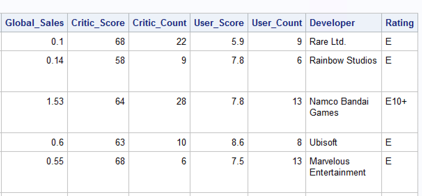 Global_Sales Critic_Score Critic_Count User_Score User_Count Developer Rating
0.1 68 22 5.9 9 Rare Ltd. E
0.14 58 9 7.8 6 Rainbow Studios E
1.53 64 28 7.8 13 Namco Bandai E10+
Games
0.6 63 10 8.6 8 Ubisoft E
0.55 68 6 7.5 13 Marvelous E
Entertainment